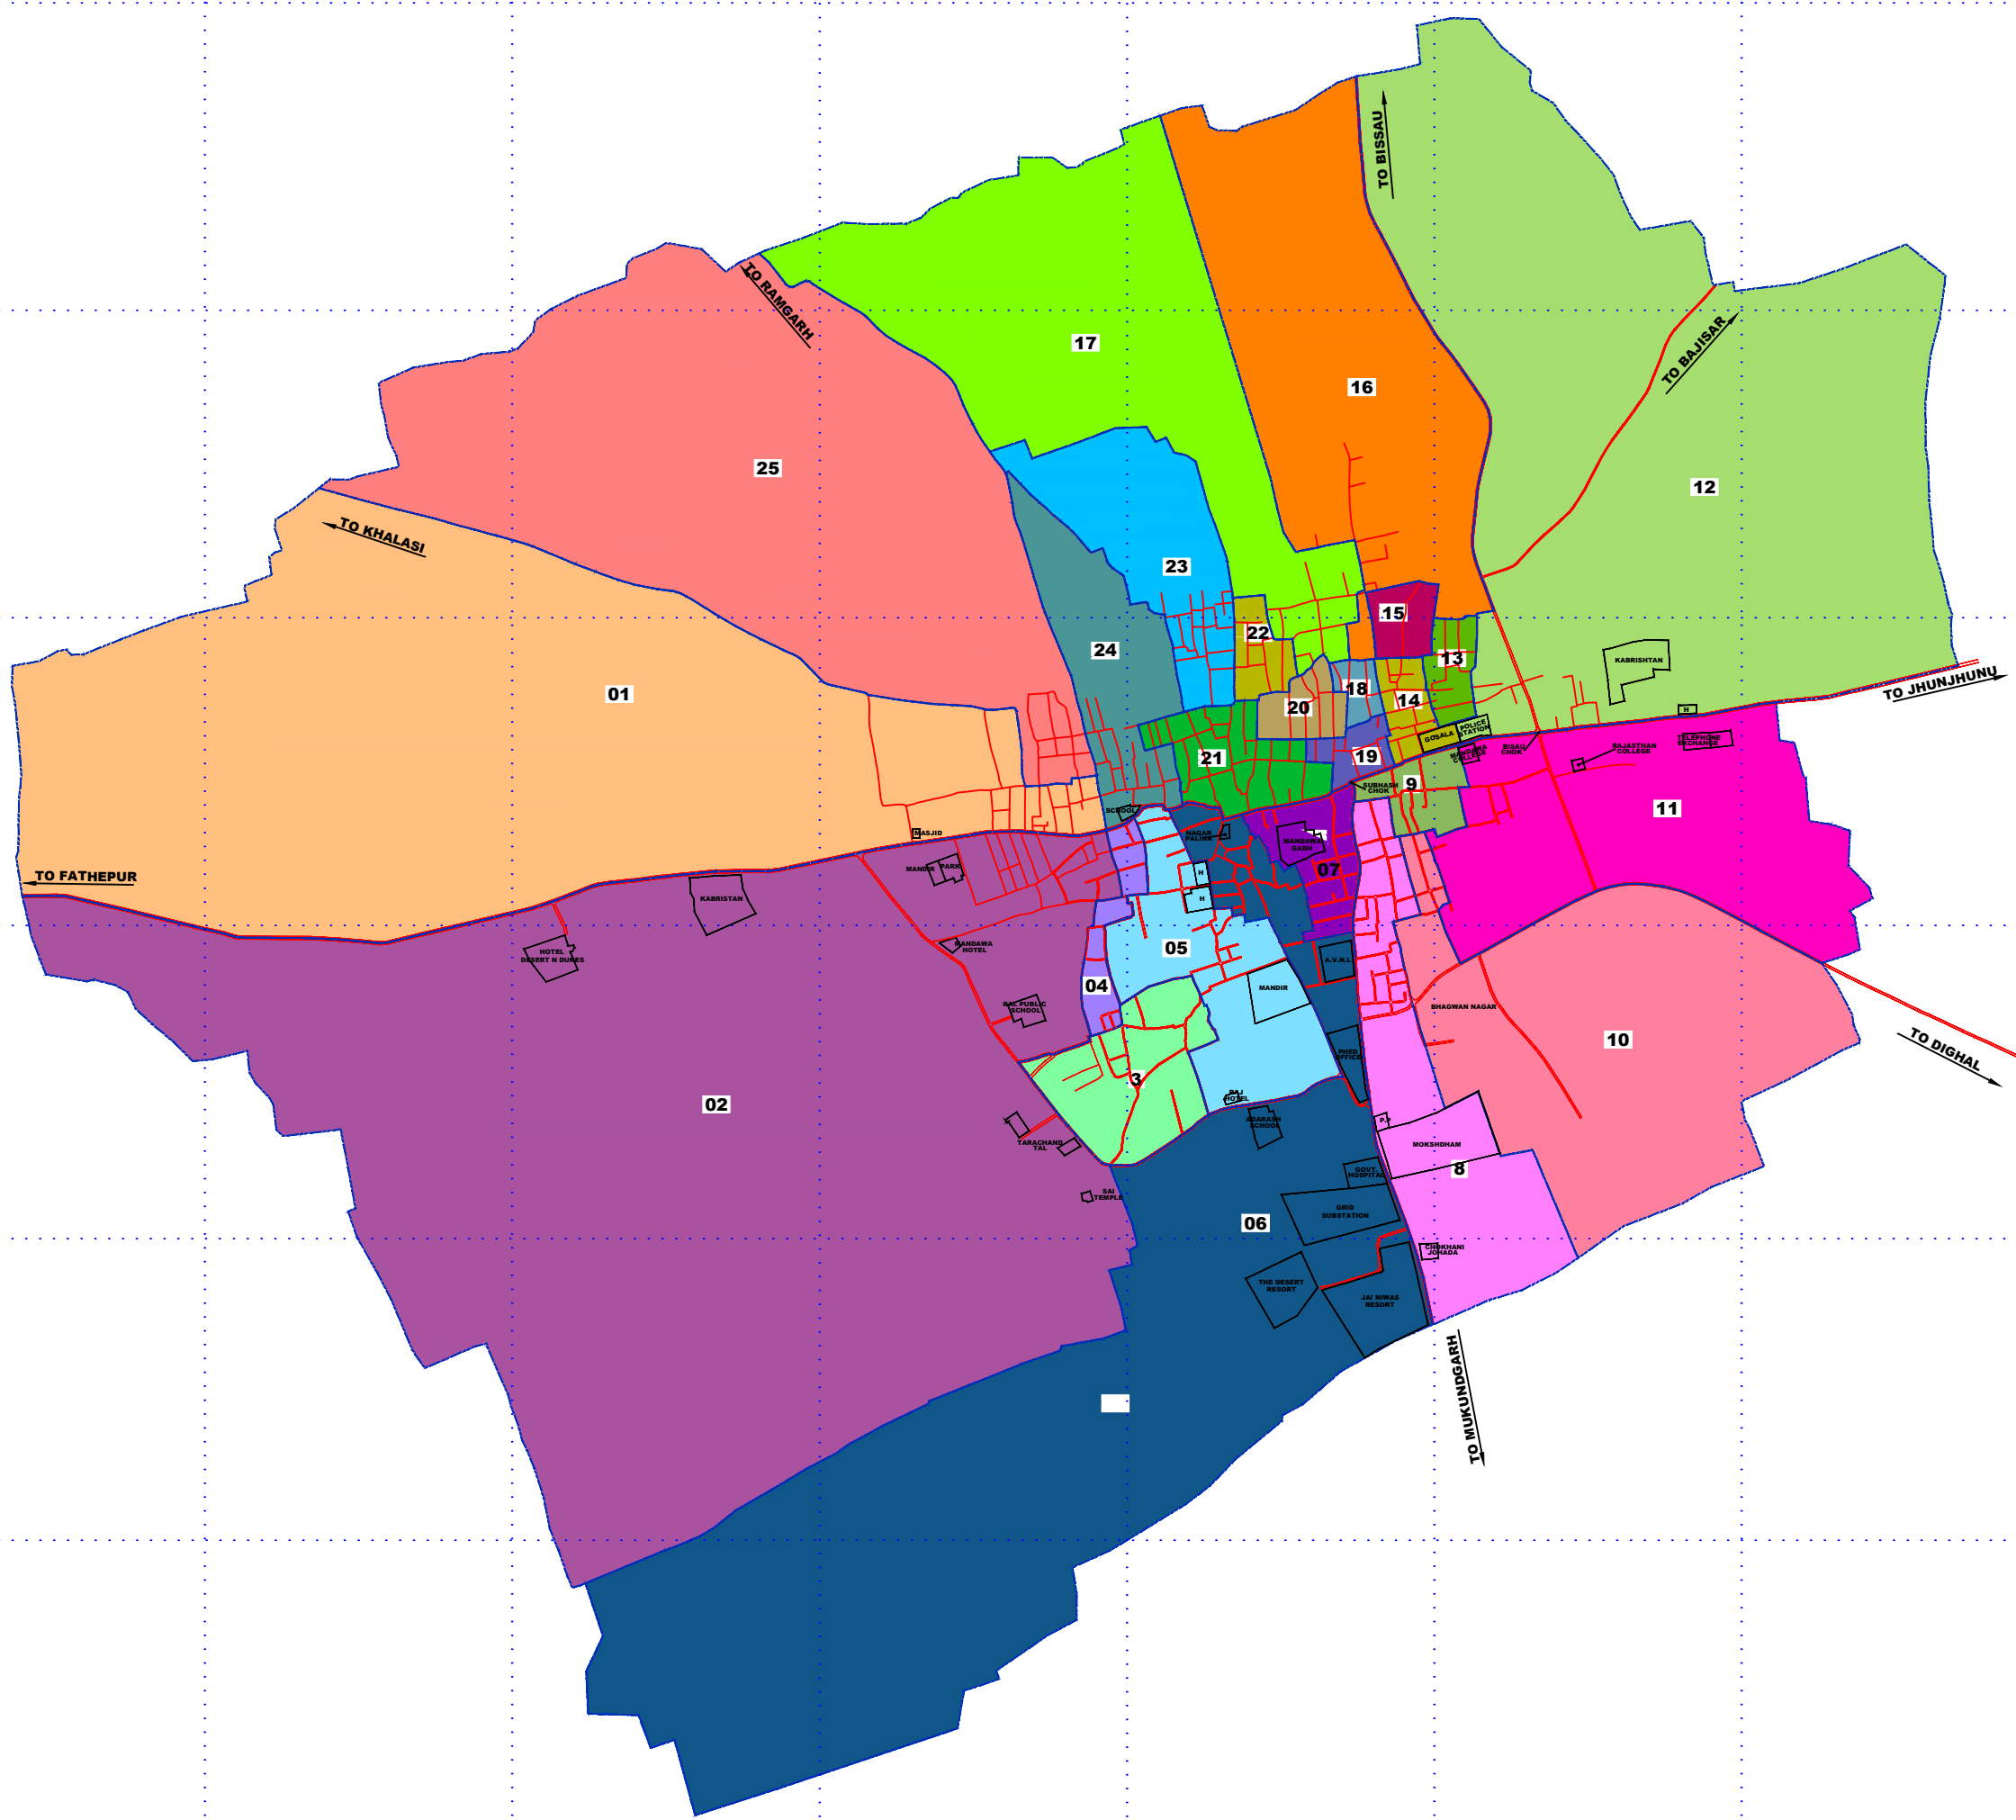 TO BISSAU
TO RAMGARH
TO BAJISAR
17
16
25
12
TO KHALASI
23
15
22
13
24
KABRISHTAN
01
18
14
20
TO JHUNJHUNU
H
POLICE
STATION
GOSALA
TELEPHONE
EXCHANGE
RAJASTHAN
COLLEGE
BISAU
CHOK
MANDAWA
COLLEGE
21
19
SUBHASH
CHOK
9
11
SCHOOL
MASJID
NAGAR
PALIKA
MANDAWA
GARH
MANDIR
PARK
07
H
H
TO FATHEPUR
KABRISTAN
MANDAWA
HOTEL
HOTEL
DESERT N DUNES
05
A.V.N.L
04
MANDIR
BAL PUBLIC
SCHOOL
BHAGWAN NAGAR
10
TO DIGHAL
PHED
OFFICE
3
02
HOTEL
ADARASH
SCHOOL
P.P
TARACHAND
TAL
MOKSHDHAM
8
GOVT.
HOSPITAL
SAI
TEMPLE
GRID
SUBSTATION
06
CHOKHANI
JOHADA
THE DESERT
RESORT
JAI NIWAS
RESORT
TO MUKUNDGARH